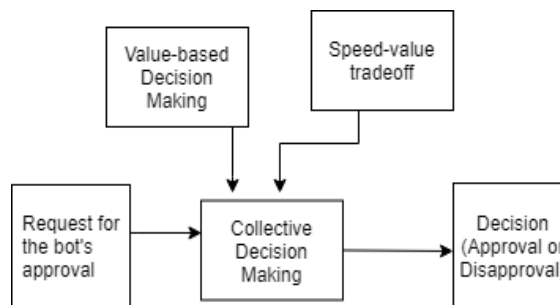 Value-based
Decision
Making
Speed-value
tradeoff
Request for
the bot's
approval
Collective
Decision
Making
Decision
(Approval or
Disapproval